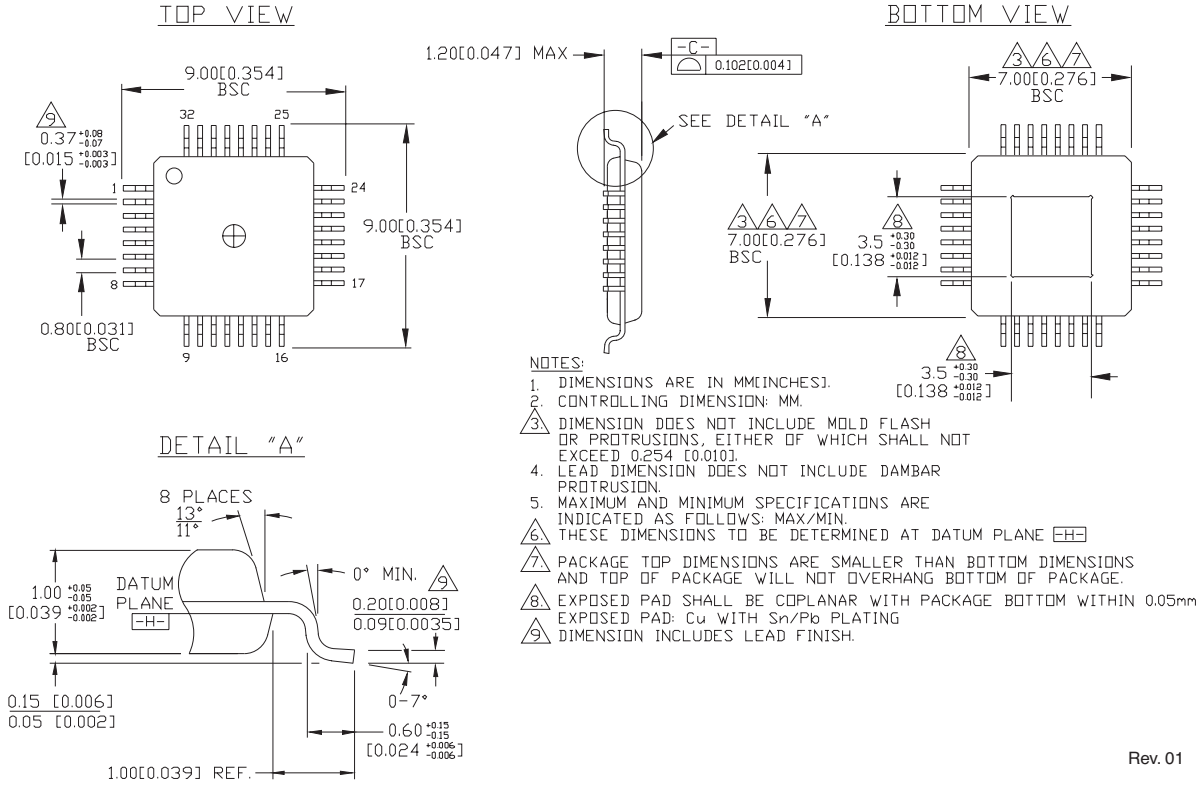 TOP VIEW
9.00[0.354]
BSC
9
0.37 +0.08 -0.07
[0.015 +0.003 -0.003]
32
25
1
24
8
17
9
16
9.00[0.354]
BSC
0.80[0.031]
BSC
1.20[0.047] MAX
-C-
0.102[0.004]
SEE DETAIL "A"
BOTTOM VIEW
3 6 7
7.00[0.276]
BSC
3 6 7
7.00[0.276]
BSC
8
3.5 +0.30 -0.30
[0.138 +0.012 -0.012]
8
3.5 +0.30 -0.30
[0.138 +0.012 -0.012]
NOTES:
1. DIMENSIONS ARE IN MM[INCHES].
2. CONTROLLING DIMENSION: MM.
3. DIMENSION DOES NOT INCLUDE MOLD FLASH
OR PROTRUSIONS, EITHER OF WHICH SHALL NOT
EXCEED 0.254 [0.010].
4. LEAD DIMENSION DOES NOT INCLUDE DAMBAR
PROTRUSION.
5. MAXIMUM AND MINIMUM SPECIFICATIONS ARE
INDICATED AS FOLLOWS: MAX/MIN.
6. THESE DIMENSIONS TO BE DETERMINED AT DATUM PLANE -H-
7. PACKAGE TOP DIMENSIONS ARE SMALLER THAN BOTTOM DIMENSIONS
AND TOP OF PACKAGE WILL NOT OVERHANG BOTTOM OF PACKAGE.
8. EXPOSED PAD SHALL BE COPLANAR WITH PACKAGE BOTTOM WITHIN 0.05mm
EXPOSED PAD: Cu WITH Sn/Pb PLATING
9 DIMENSION INCLUDES LEAD FINISH.
DETAIL "A"
8 PLACES
13°
11°
1.00 +0.05 -0.05
[0.039 +0.002 -0.002]
DATUM
PLANE
-H-
0° MIN.
9
0.20[0.008]
0.09[0.0035]
0.15 [0.006]
0.05 [0.002]
0-7°
0.60 +0.15 -0.15
[0.024 +0.006 -0.006]
1.00[0.039] REF.
Rev. 01